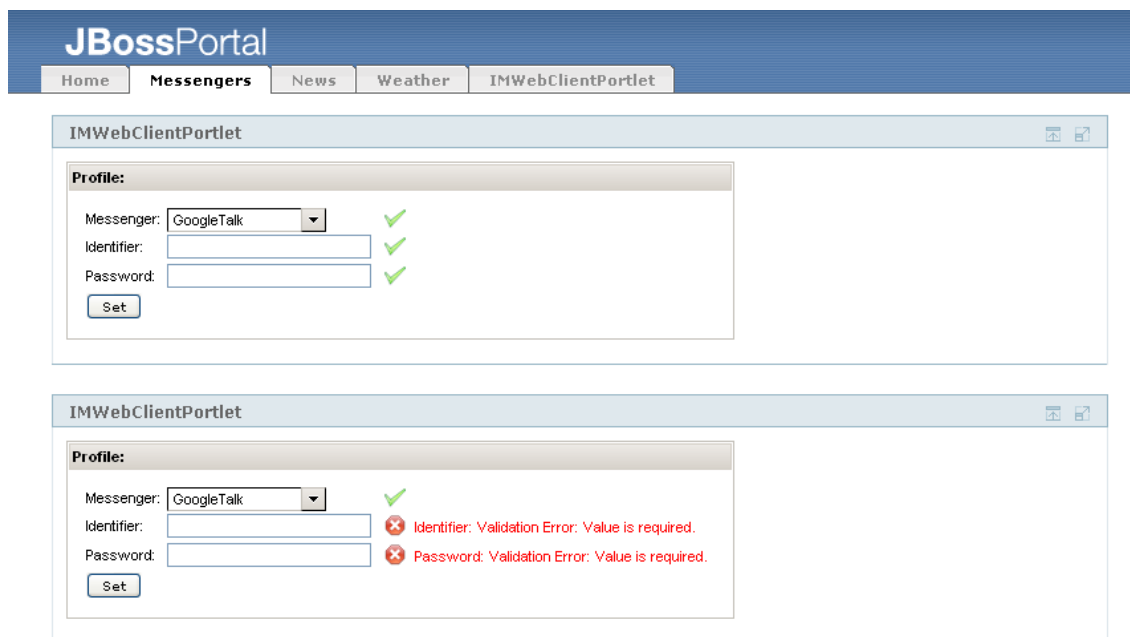 JBossPortal
Home Messengers News Weather IMWebClientPortlet
IMWebClientPortlet
Profile:
Messenger: GoogleTalk
Identifier:
Password:
Set
IMWebClientPortlet
Profile:
Messenger: GoogleTalk
Identifier: Identifier: Validation Error: Value is required.
Password: Password: Validation Error: Value is required.
Set